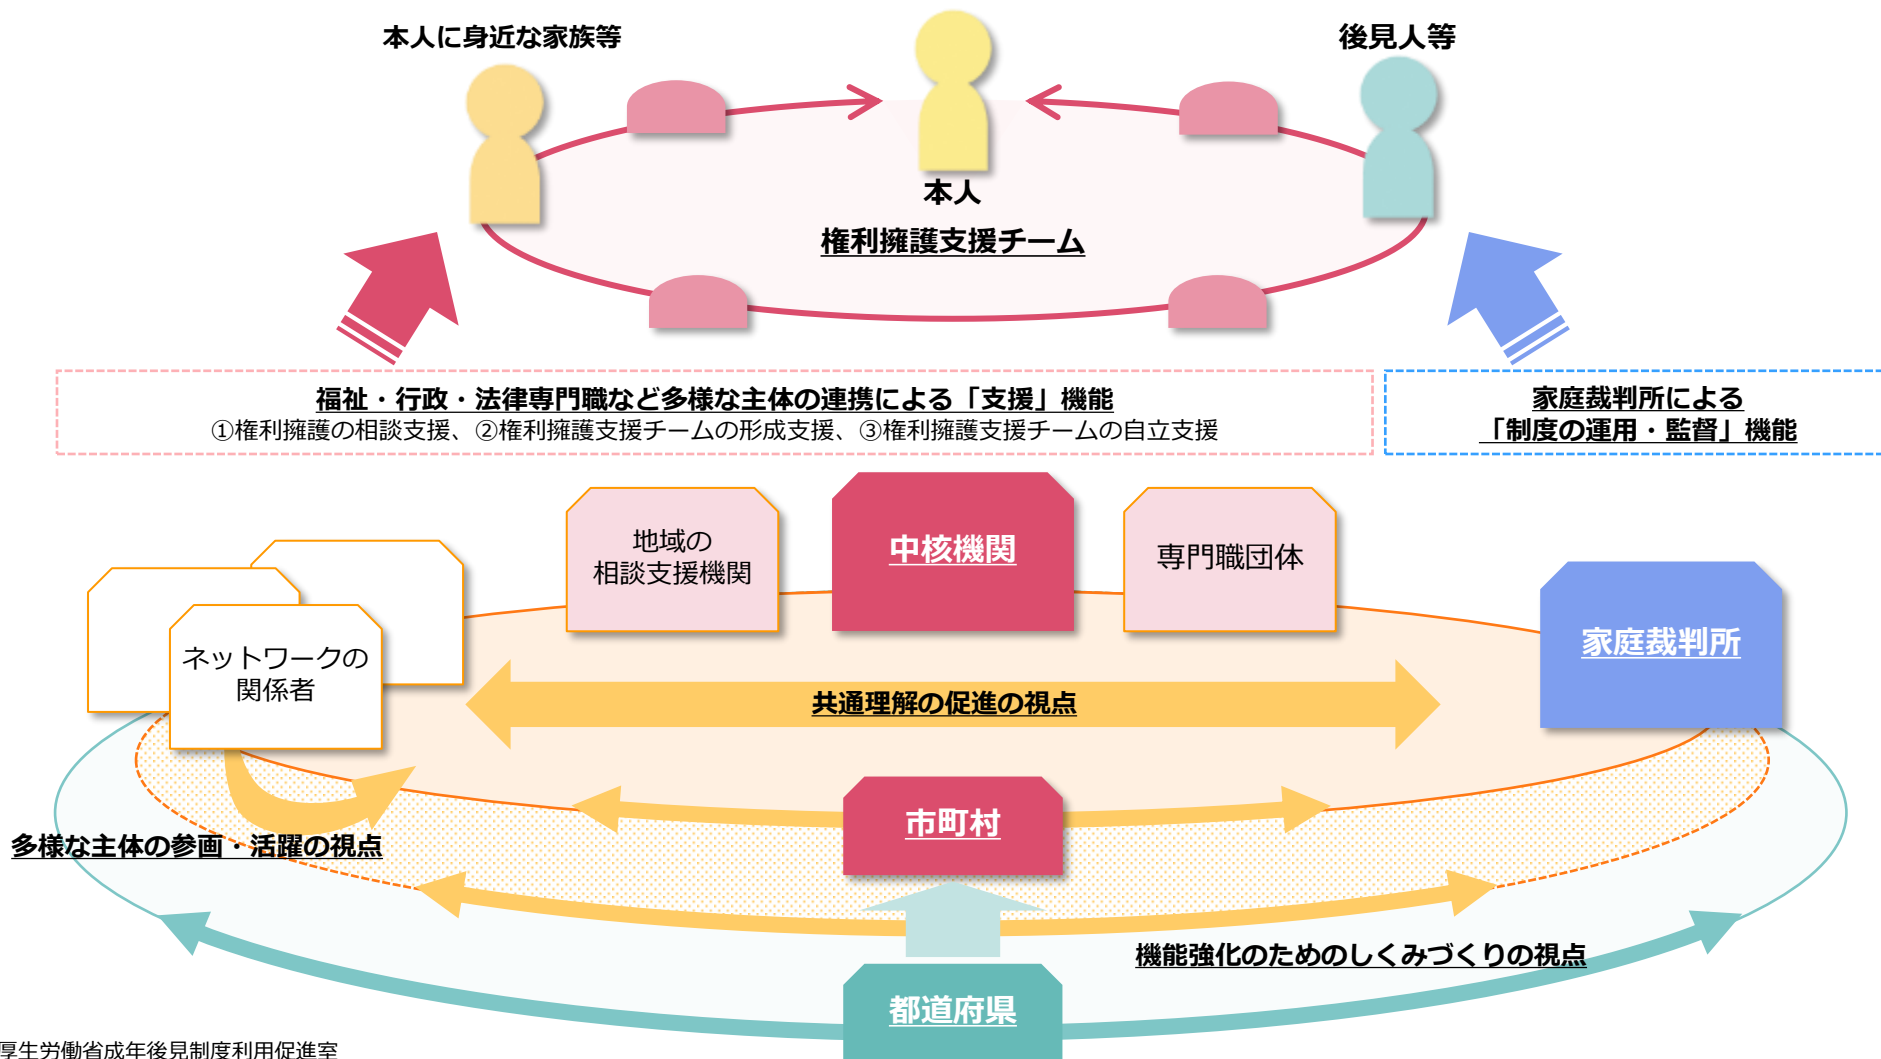 本人に身近な家族等
後見人等
本人
権利擁護支援チーム
福祉・行政・法律専門職など多様な主体の連携による「支援」機能
①権利擁護の相談支援、②権利擁護支援チームの形成支援、③権利擁護支援チームの自立支援
家庭裁判所による
「制度の運用・監督」機能
地域の
相談支援機関
中核機関
専門職団体
家庭裁判所
ネットワークの
関係者
共通理解の促進の視点
市町村
多様な主体の参画・活躍の視点
機能強化のためのしくみづくりの視点
都道府県
厚生労働省成年後見制度利用促進室